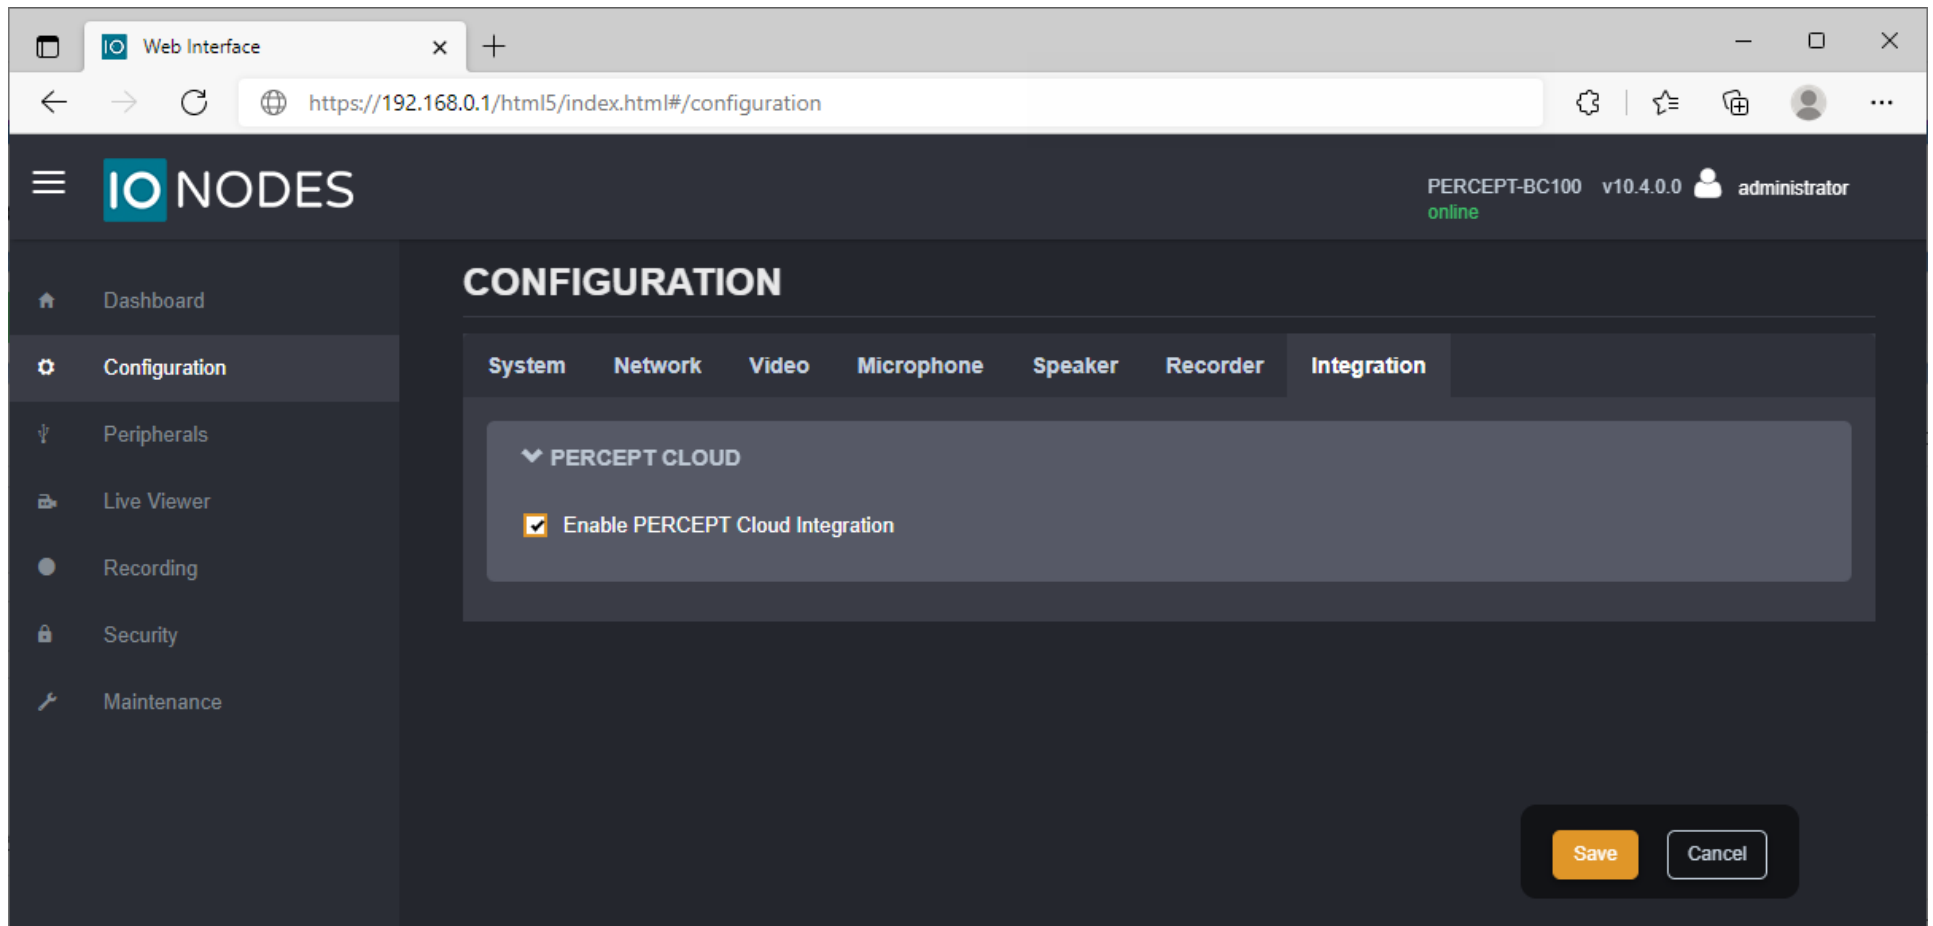 Web Interface
https://192.168.0.1/html5/index.html#/configuration
IO NODES
PERCEPT-BC100 v10.4.0.0 administrator
online
CONFIGURATION
Dashboard
Configuration
Peripherals
Live Viewer
Recording
Security
Maintenance
System Network Video Microphone Speaker Recorder Integration
PERCEPT CLOUD
Enable PERCEPT Cloud Integration
Save Cancel